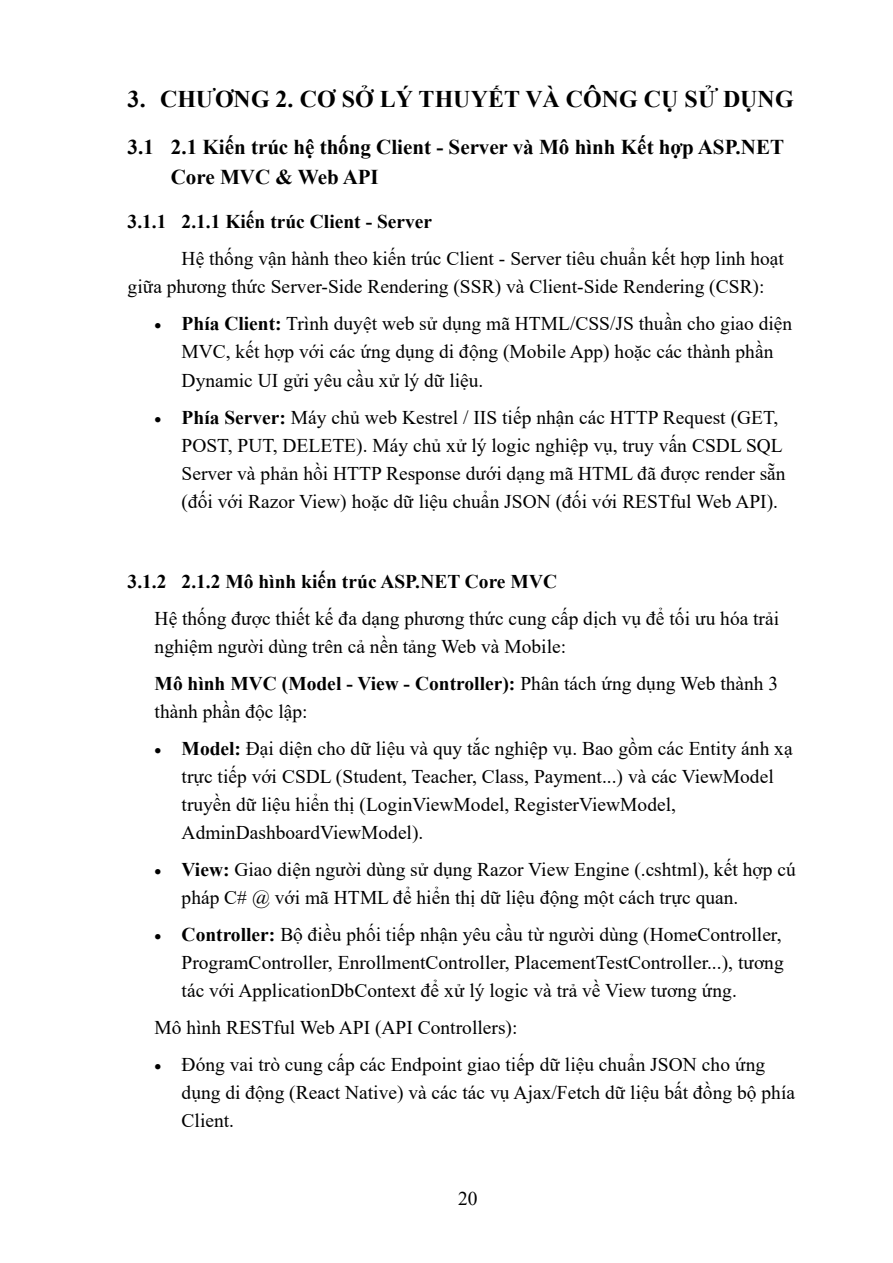 3. CHƯƠNG 2. CƠ SỞ LÝ THUYẾT VÀ CÔNG CỤ SỬ DỤNG
3.1 2.1 Kiến trúc hệ thống Client - Server và Mô hình Kết hợp ASP.NET
Core MVC & Web API
3.1.1 2.1.1 Kiến trúc Client - Server
Hệ thống vận hành theo kiến trúc Client - Server tiêu chuẩn kết hợp linh hoạt
giữa phương thức Server-Side Rendering (SSR) và Client-Side Rendering (CSR):
• Phía Client: Trình duyệt web sử dụng mã HTML/CSS/JS thuần cho giao diện
MVC, kết hợp với các ứng dụng di động (Mobile App) hoặc các thành phần
Dynamic UI gửi yêu cầu xử lý dữ liệu.
• Phía Server: Máy chủ web Kestrel / IIS tiếp nhận các HTTP Request (GET,
POST, PUT, DELETE). Máy chủ xử lý logic nghiệp vụ, truy vấn CSDL SQL
Server và phản hồi HTTP Response dưới dạng mã HTML đã được render sẵn
(đối với Razor View) hoặc dữ liệu chuẩn JSON (đối với RESTful Web API).
3.1.2 2.1.2 Mô hình kiến trúc ASP.NET Core MVC
Hệ thống được thiết kế đa dạng phương thức cung cấp dịch vụ để tối ưu hóa trải
nghiệm người dùng trên cả nền tảng Web và Mobile:
Mô hình MVC (Model - View - Controller): Phân tách ứng dụng Web thành 3
thành phần độc lập:
• Model: Đại diện cho dữ liệu và quy tắc nghiệp vụ. Bao gồm các Entity ánh xạ
trực tiếp với CSDL (Student, Teacher, Class, Payment...) và các ViewModel
truyền dữ liệu hiển thị (LoginViewModel, RegisterViewModel,
AdminDashboardViewModel).
• View: Giao diện người dùng sử dụng Razor View Engine (.cshtml), kết hợp cú
pháp C# @ với mã HTML để hiển thị dữ liệu động một cách trực quan.
• Controller: Bộ điều phối tiếp nhận yêu cầu từ người dùng (HomeController,
ProgramController, EnrollmentController, PlacementTestController...), tương
tác với ApplicationDbContext để xử lý logic và trả về View tương ứng.
Mô hình RESTful Web API (API Controllers):
• Đóng vai trò cung cấp các Endpoint giao tiếp dữ liệu chuẩn JSON cho ứng
dụng di động (React Native) và các tác vụ Ajax/Fetch dữ liệu bất đồng bộ phía
Client.
20